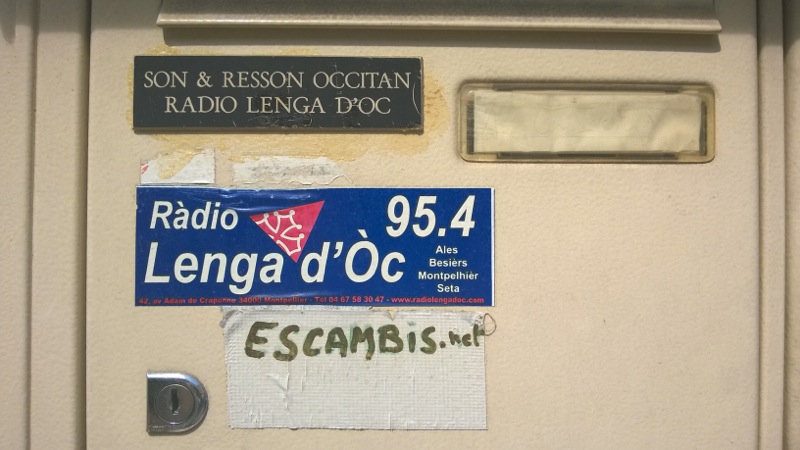 SON & RESSON OCCITAN
RADIO LENGA D'OC
Ràdio
95.4
Lenga d'Òc
Ales
Besièrs
Montpelhièr
Seta
42, av Adam de Craponne 34000 Montpellier - Tel 04 67 58 30 47 - www.radiolengadoc.com
ESCAMBIS.net